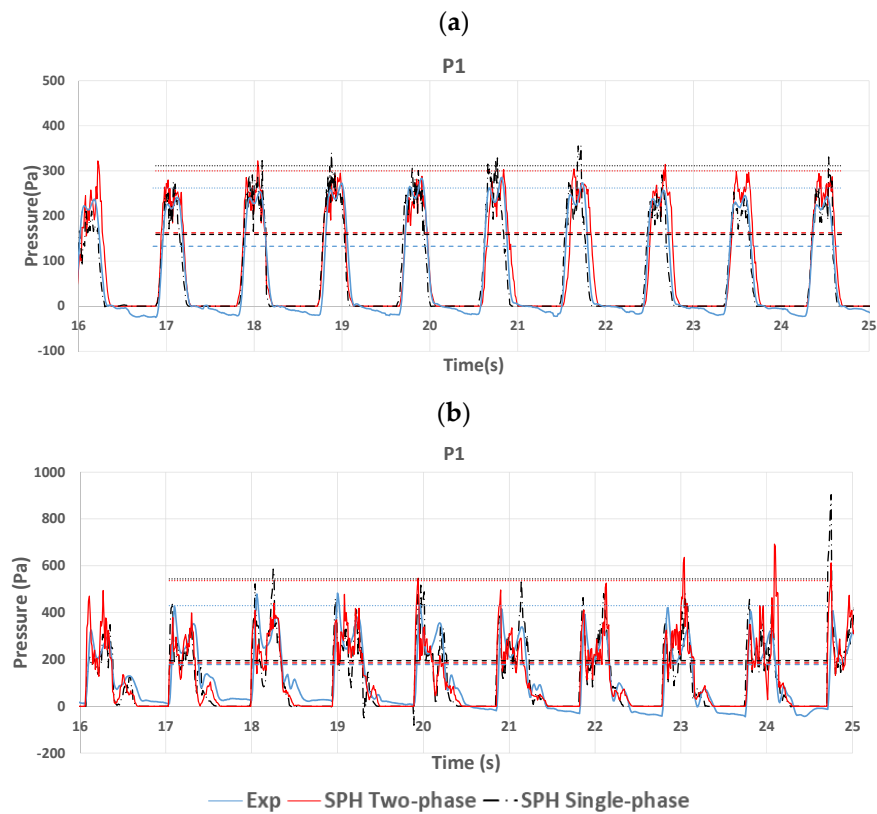 (a)
P1
500
400
300
200
100
0
-100
Pressure(Pa)
16 17 18 19 20 21 22 23 24 25
Time(s)
(b)
P1
1000
800
600
400
200
0
-200
Pressure (Pa)
16 17 18 19 20 21 22 23 24 25
Time (s)
Exp SPH Two-phase SPH Single-phase